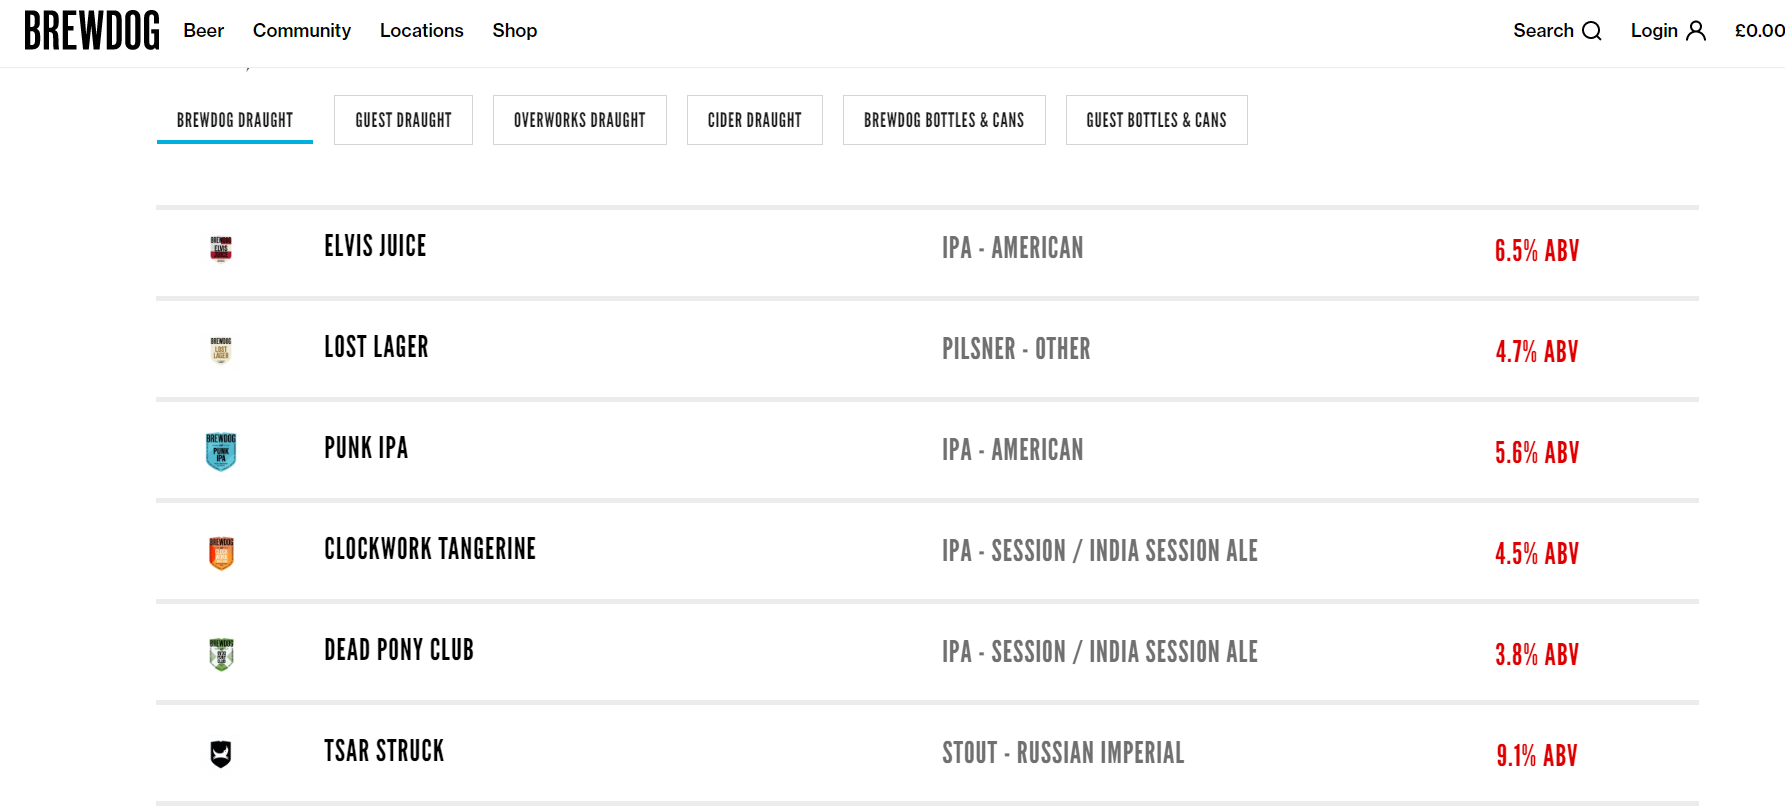 BREWDOG Beer Community Locations Shop Search Login £0.00
BREWDOG DRAUGHT GUEST DRAUGHT OVERWORKS DRAUGHT CIDER DRAUGHT BREWDOG BOTTLES & CANS GUEST BOTTLES & CANS
BREWDOG
ELVIS
JUICE
ELVIS JUICE IPA - AMERICAN 6.5% ABV
BREWDOG
LOST
LAGER
LOST LAGER PILSNER - OTHER 4.7% ABV
BREWDOG
PUNK
IPA
PUNK IPA IPA - AMERICAN 5.6% ABV
BREWDOG
CLOCKWORK TANGERINE IPA - SESSION / INDIA SESSION ALE 4.5% ABV
BREWDOG
DEAD
PONY
CLUB
DEAD PONY CLUB IPA - SESSION / INDIA SESSION ALE 3.8% ABV
TSAR STRUCK STOUT - RUSSIAN IMPERIAL 9.1% ABV